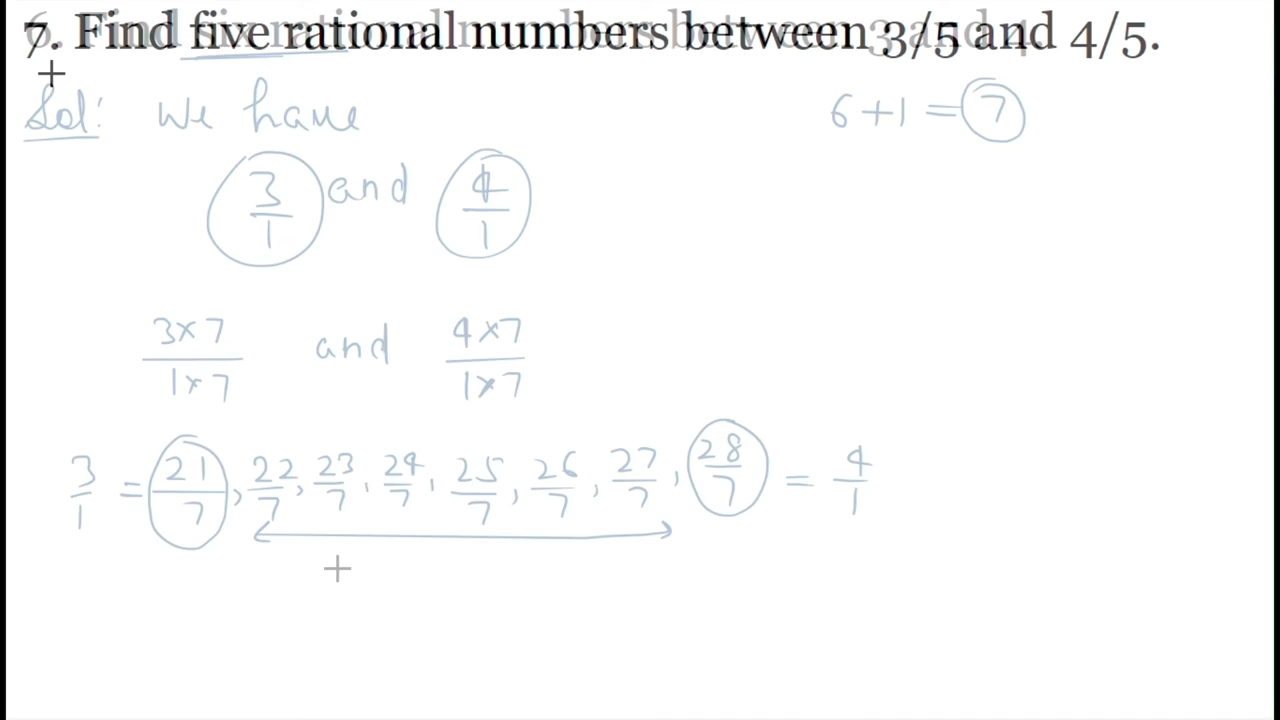 7. Find five rational numbers between 3/5 and 4/5.
Sol: We have 6 + 1 = 7
3/1 and 4/1
3×7/1×7 and 4×7/1×7
3/1 = 21/7, 22/7, 23/7, 24/7, 25/7, 26/7, 27/7, 28/7 = 4/1